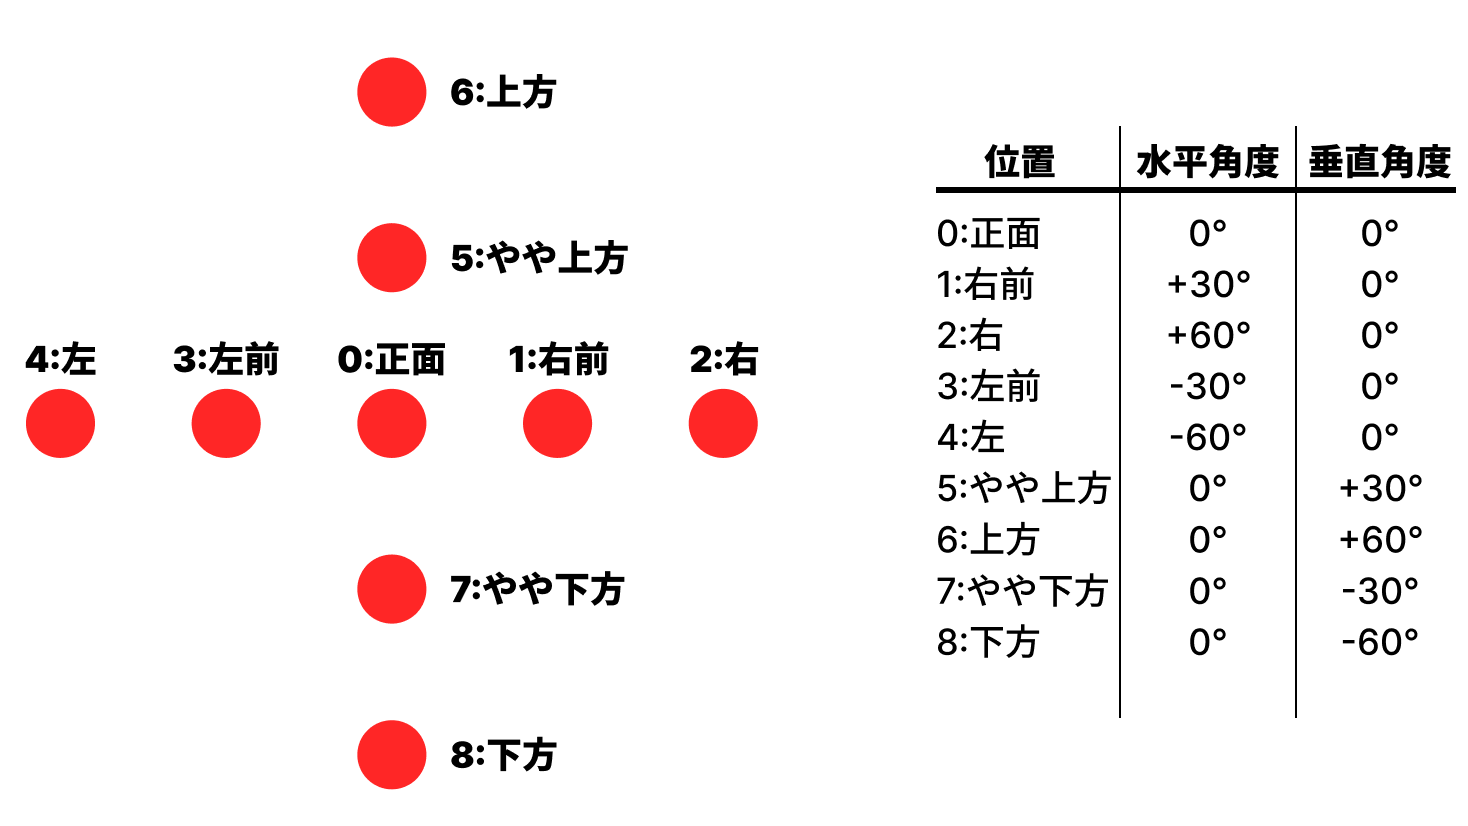 6:上方
5:やや上方
4:左 3:左前 0:正面 1:右前 2:右
7:やや下方
8:下方
位置 水平角度 垂直角度
0:正面 0° 0°
1:右前 +30° 0°
2:右 +60° 0°
3:左前 -30° 0°
4:左 -60° 0°
5:やや上方 0° +30°
6:上方 0° +60°
7:やや下方 0° -30°
8:下方 0° -60°